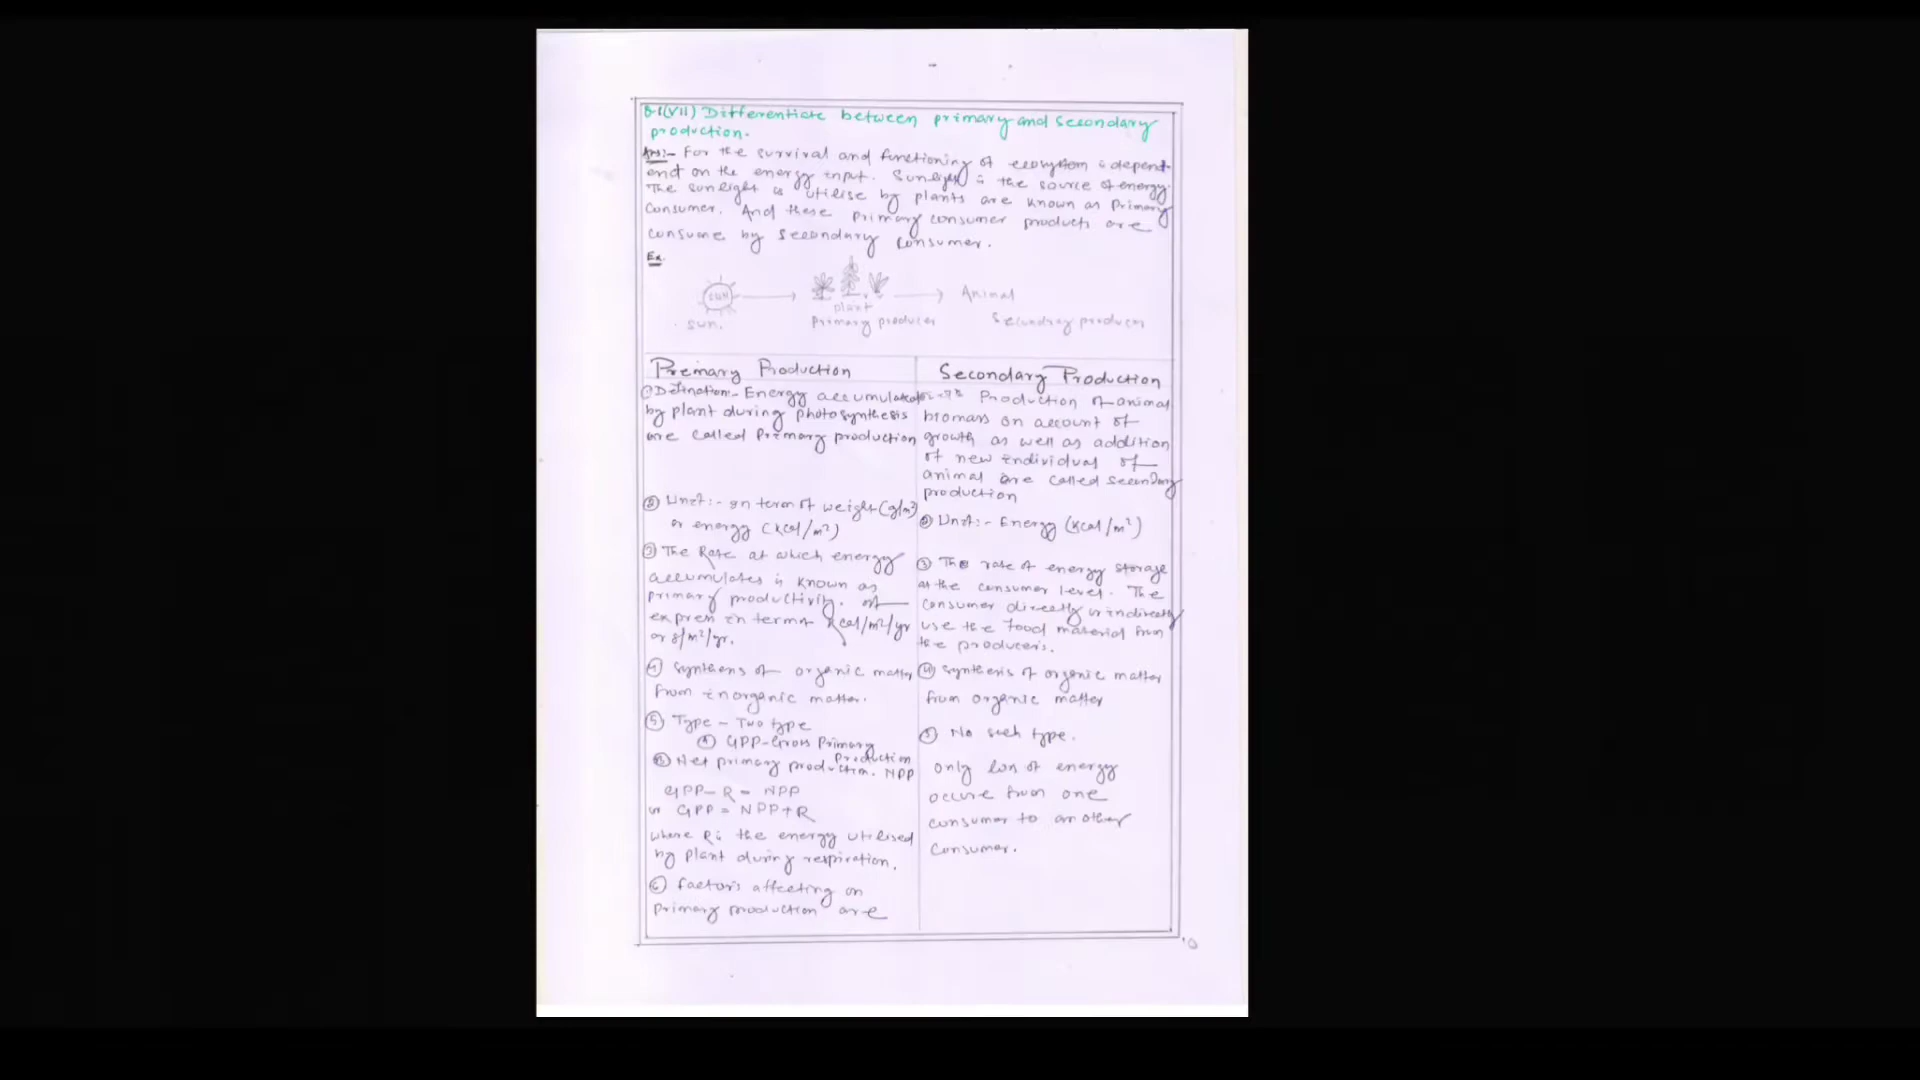 Q.1(VII) Differentiate between primary and secondary
production.
Ans:- For the survival and functioning of ecosystem is depend-
end on the energy input. Sunlight is the source of energy.
The sunlight is utilise by plants are known as Primary
Consumer. And these primary consumer products are
consume by secondary consumer.
Ex.
SUN
Sun.
plant
Primary producer
Animal
Secundray producer
Premary Production
① Defination:- Energy accumulated
by plant during photosynthesis
are called Primary production
② Unit:- In term of weight (g/m²)
or energy (Kcal/m²)
③ The Rate at which energy
accumulates is known as
primary productivity.
expren in term of Kcal/m²/yr
or g/m²/yr.
④ Synthens of organic matter
from inorganic matter.
⑤ Type - Two type
Ⓐ GPP-Gross Primary
Production
Ⓑ Net primary production. NPP
GPP - R = NPP
or GPP = NPP + R
where R is the energy utilised
by plant during respiration.
⑥ factors affecting on
primary production are
Secondary Production
Production of animal
biomass on account of
growth as well as addition
of new individual of
animal are called secondary
production
② Unit:- Energy (Kcal/m²)
③ The rate of energy storage
at the consumer level. The
consumer directly or indirectly
use the food material from
the producers.
④ Synthesis of organic matter
from organic matter
⑤ No such type.
only loss of energy
occure from one
consumer to another
Consumer.